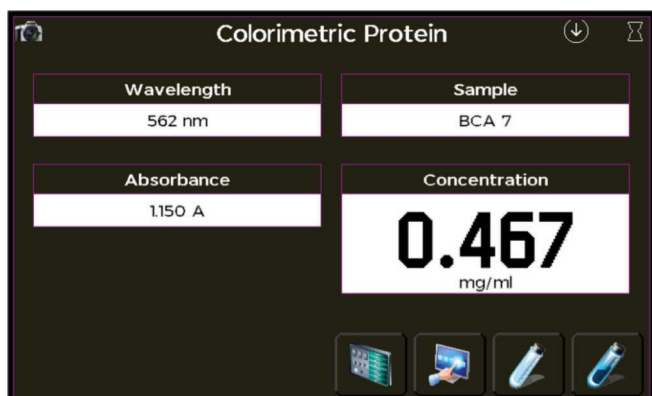 Colorimetric Protein
Wavelength
562 nm
Sample
BCA 7
Absorbance
1.150 A
Concentration
0.467
mg/ml